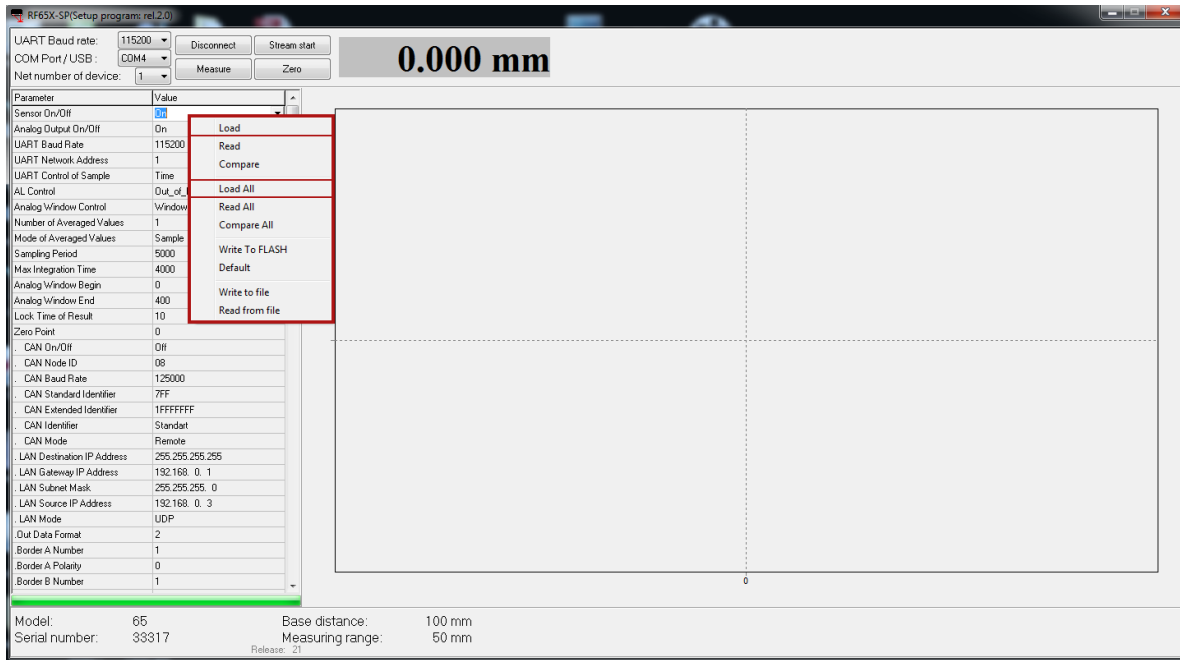 RF65X-SP(Setup program: rel.2.0)
UART Baud rate: 115200 Disconnect Stream start
COM Port / USB : COM4
Net number of device: 1 Measure Zero
0.000 mm
Parameter Value
Sensor On/Off On
Analog Output On/Off On
UART Baud Rate 115200
UART Network Address 1
UART Control of Sample Time
AL Control Out_of_
Analog Window Control Window
Number of Averaged Values 1
Mode of Averaged Values Sample
Sampling Period 5000
Max Integration Time 4000
Analog Window Begin 0
Analog Window End 400
Lock Time of Result 10
Zero Point 0
. CAN On/Off Off
. CAN Node ID 08
. CAN Baud Rate 125000
. CAN Standard Identifier 7FF
. CAN Extended Identifier 1FFFFFFF
. CAN Identifier Standart
. CAN Mode Remote
. LAN Destination IP Address 255.255.255.255
. LAN Gateway IP Address 192.168. 0. 1
. LAN Subnet Mask 255.255.255. 0
. LAN Source IP Address 192.168. 0. 3
. LAN Mode UDP
.Out Data Format 2
.Border A Number 1
.Border A Polarity 0
.Border B Number 1
Load
Read
Compare
Load All
Read All
Compare All
Write To FLASH
Default
Write to file
Read from file
0
Model: 65 Base distance: 100 mm
Serial number: 33317 Measuring range: 50 mm
Release: 21